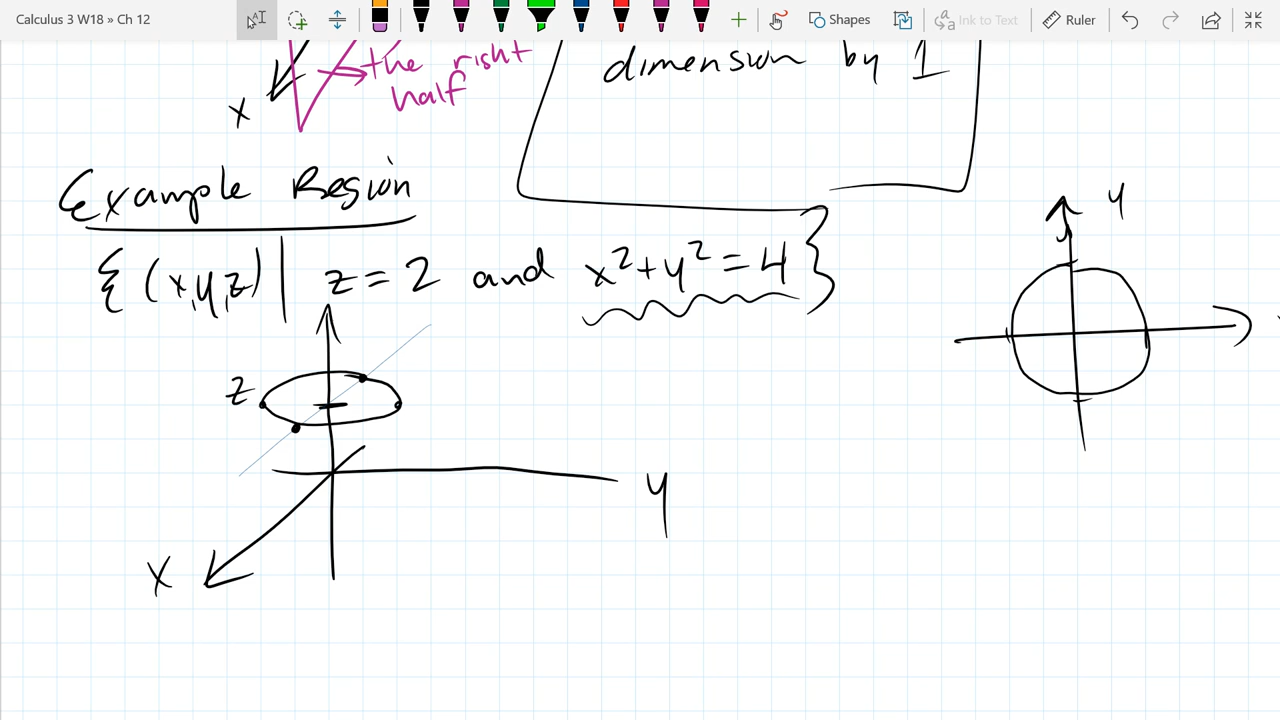 Calculus 3 W18 » Ch 12
Link to Text
Shapes
Ruler
the right
half
x
dimension by 1
Example Region
{(x,y,z) | z = 2 and x²+y² = 4}
y
z
y
x